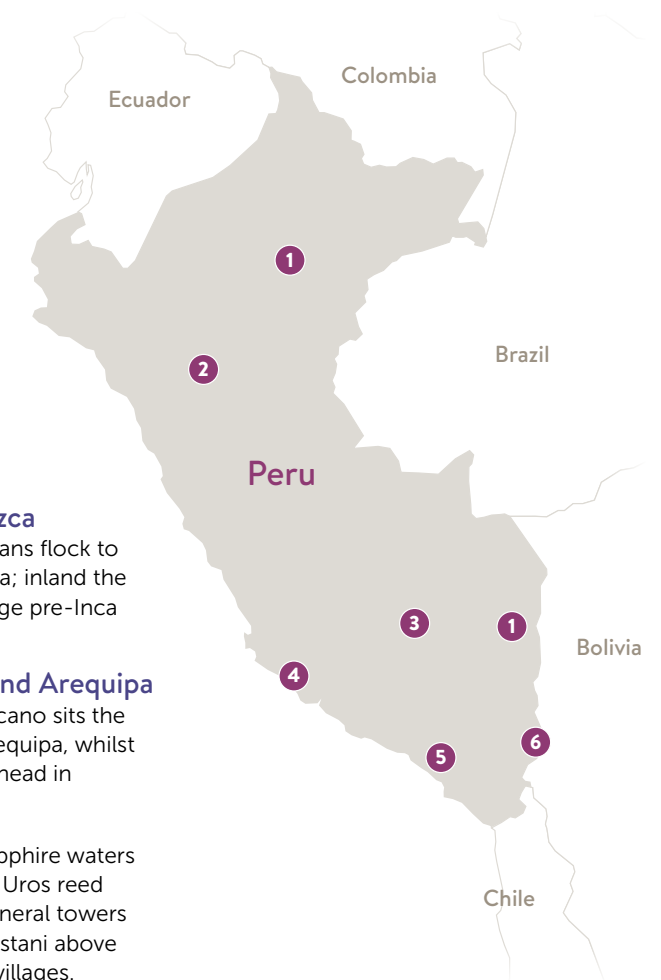 Colombia
Ecuador
1
Brazil
2
Peru
zca
ans flock to
a; inland the
ge pre-Inca
3
1
Bolivia
4
nd Arequipa
cano sits the
equipa, whilst
head in
5
6
pphire waters
Uros reed
neral towers
stani above
villages.
Chile